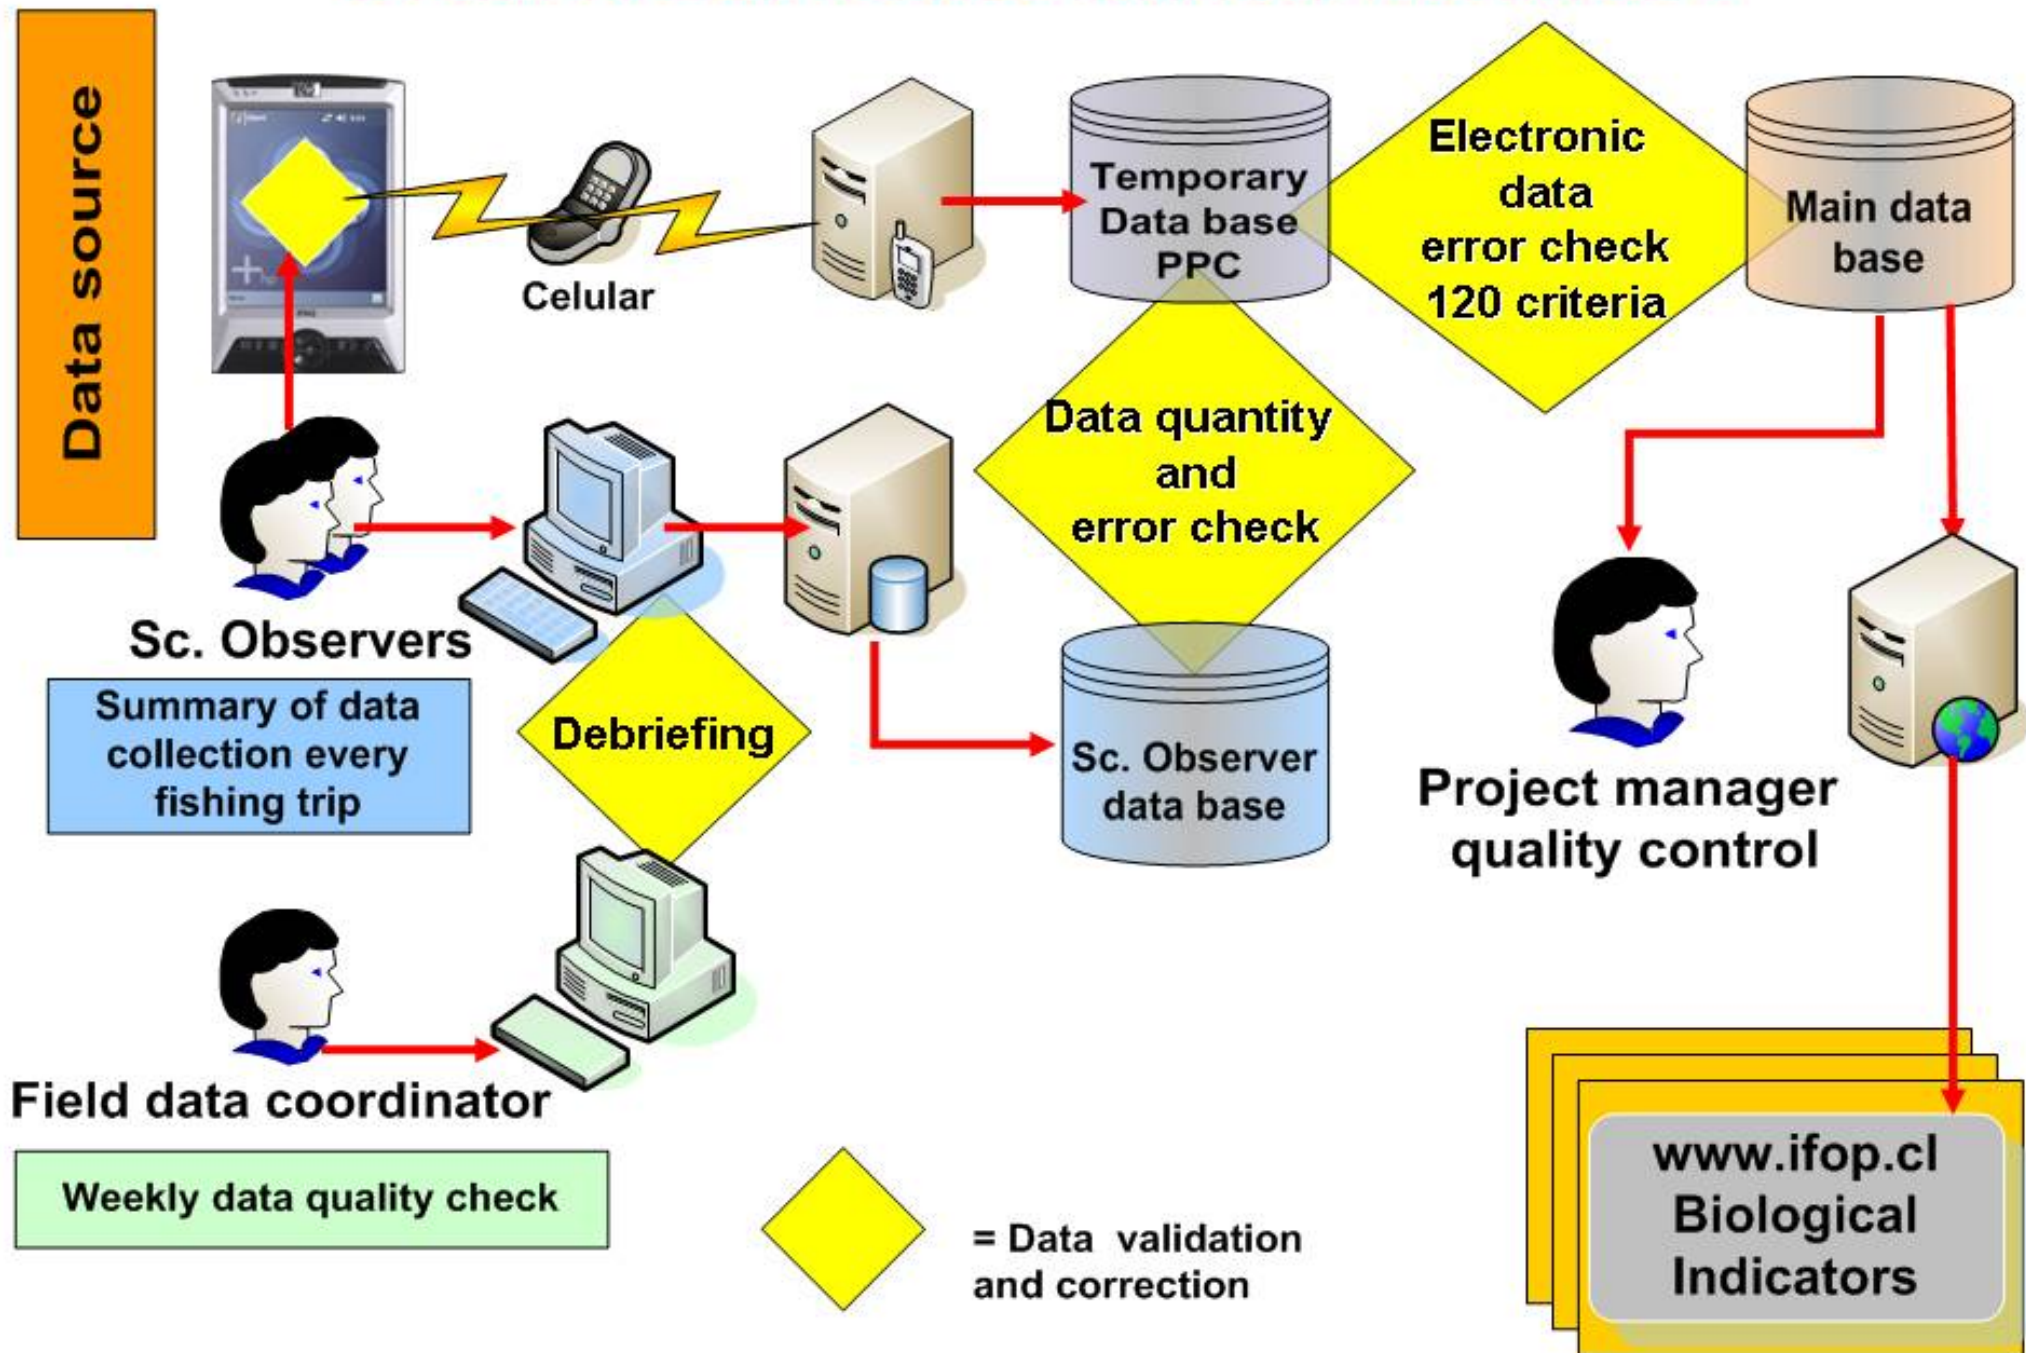 Data source
Celular
Temporary
Data base
PPC
Electronic
data
error check
120 criteria
Main data
base
Data quantity
and
error check
Sc. Observers
Summary of data
collection every
fishing trip
Debriefing
Sc. Observer
data base
Project manager
quality control
Field data coordinator
Weekly data quality check
= Data validation
and correction
www.ifop.cl
Biological
Indicators